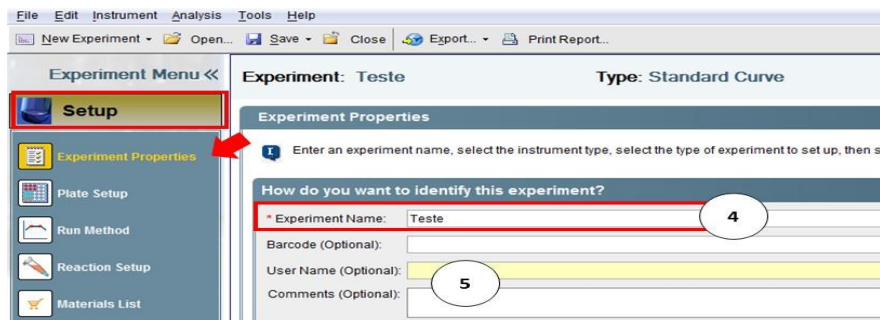 File Edit Instrument Analysis Tools Help
New Experiment Open... Save Close Export... Print Report...
Experiment Menu «
Experiment: Teste Type: Standard Curve
Setup
Experiment Properties
Enter an experiment name, select the instrument type, select the type of experiment to set up, then s
Experiment Properties
Plate Setup
Run Method
Reaction Setup
Materials List
How do you want to identify this experiment?
* Experiment Name: Teste 4
Barcode (Optional):
User Name (Optional):
5
Comments (Optional):